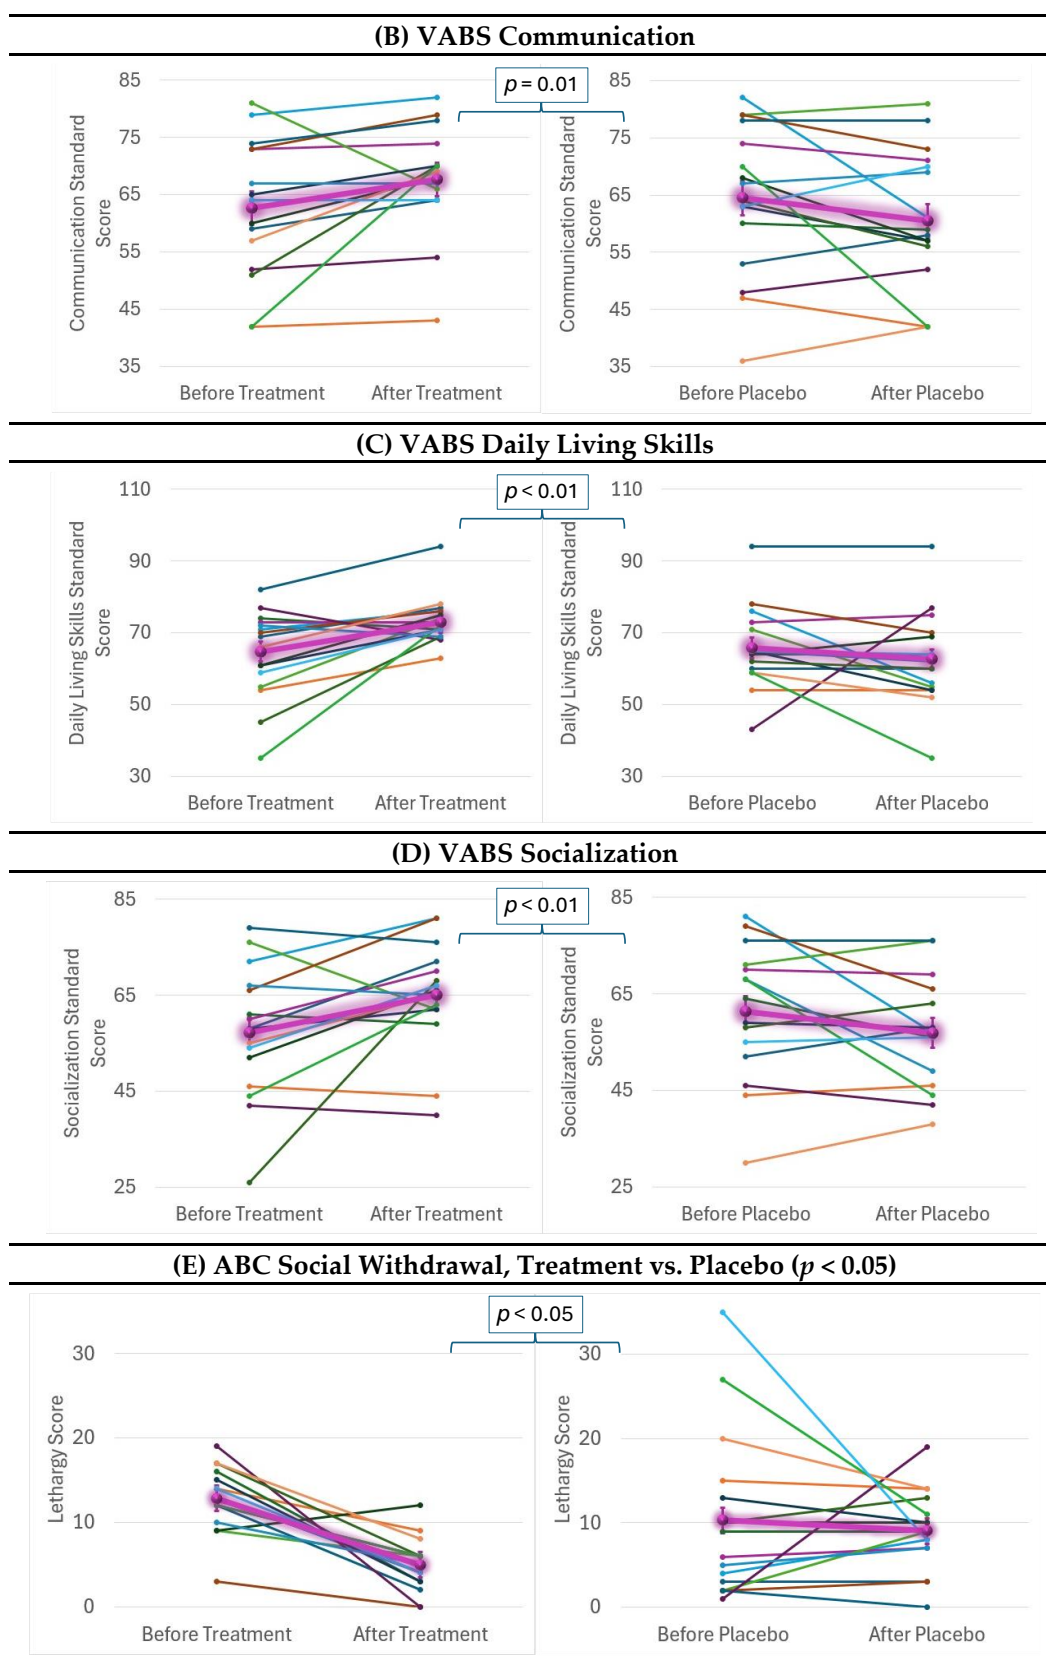 (B) VABS Communication
p = 0.01
Communication Standard
Score
85
75
65
55
45
35
Before Treatment
After Treatment
Communication Standard
Score
85
75
65
55
45
35
Before Placebo
After Placebo
(C) VABS Daily Living Skills
p < 0.01
Daily Living Skills Standard
Score
110
90
70
50
30
Before Treatment
After Treatment
Daily Living Skills Standard
Score
110
90
70
50
30
Before Placebo
After Placebo
(D) VABS Socialization
p < 0.01
Socialization Standard
Score
85
65
45
25
Before Treatment
After Treatment
Socialization Standard
Score
85
65
45
25
Before Placebo
After Placebo
(E) ABC Social Withdrawal, Treatment vs. Placebo (p < 0.05)
p < 0.05
Lethargy Score
30
20
10
0
Before Treatment
After Treatment
Lethargy Score
30
20
10
0
Before Placebo
After Placebo